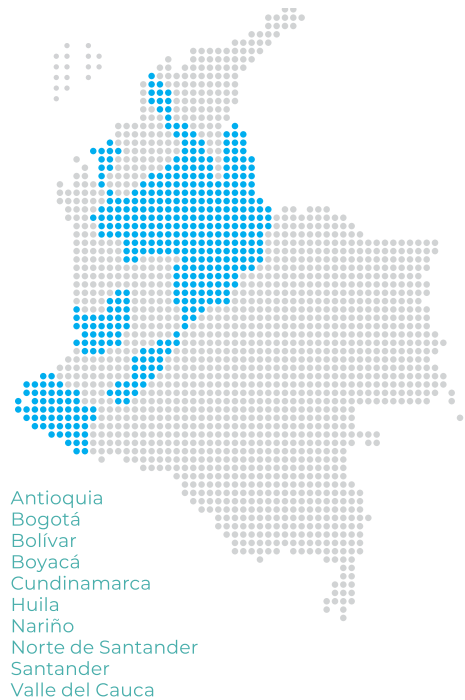 Antioquia
Bogotá
Bolívar
Boyacá
Cundinamarca
Huila
Nariño
Norte de Santander
Santander
Valle del Cauca